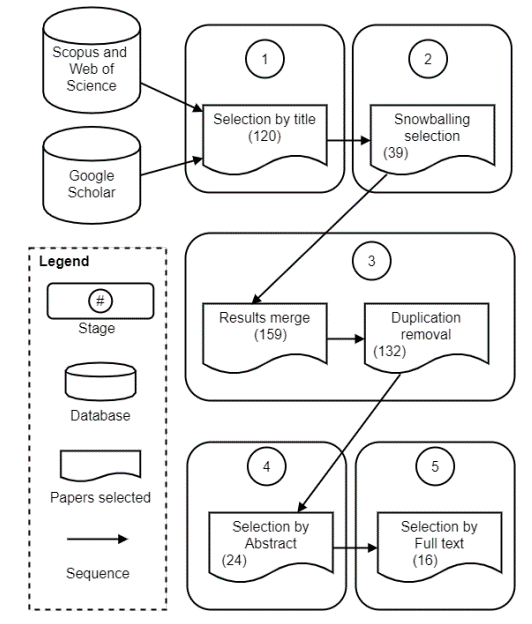 Scopus and
Web of
Science
Google
Scholar
1
Selection by title
(120)
2
Snowballing
selection
(39)
3
Results merge
(159)
Duplication
removal
(132)
4
Selection by
Abstract
(24)
5
Selection by
Full text
(16)
Legend
#
Stage
Database
Papers selected
Sequence